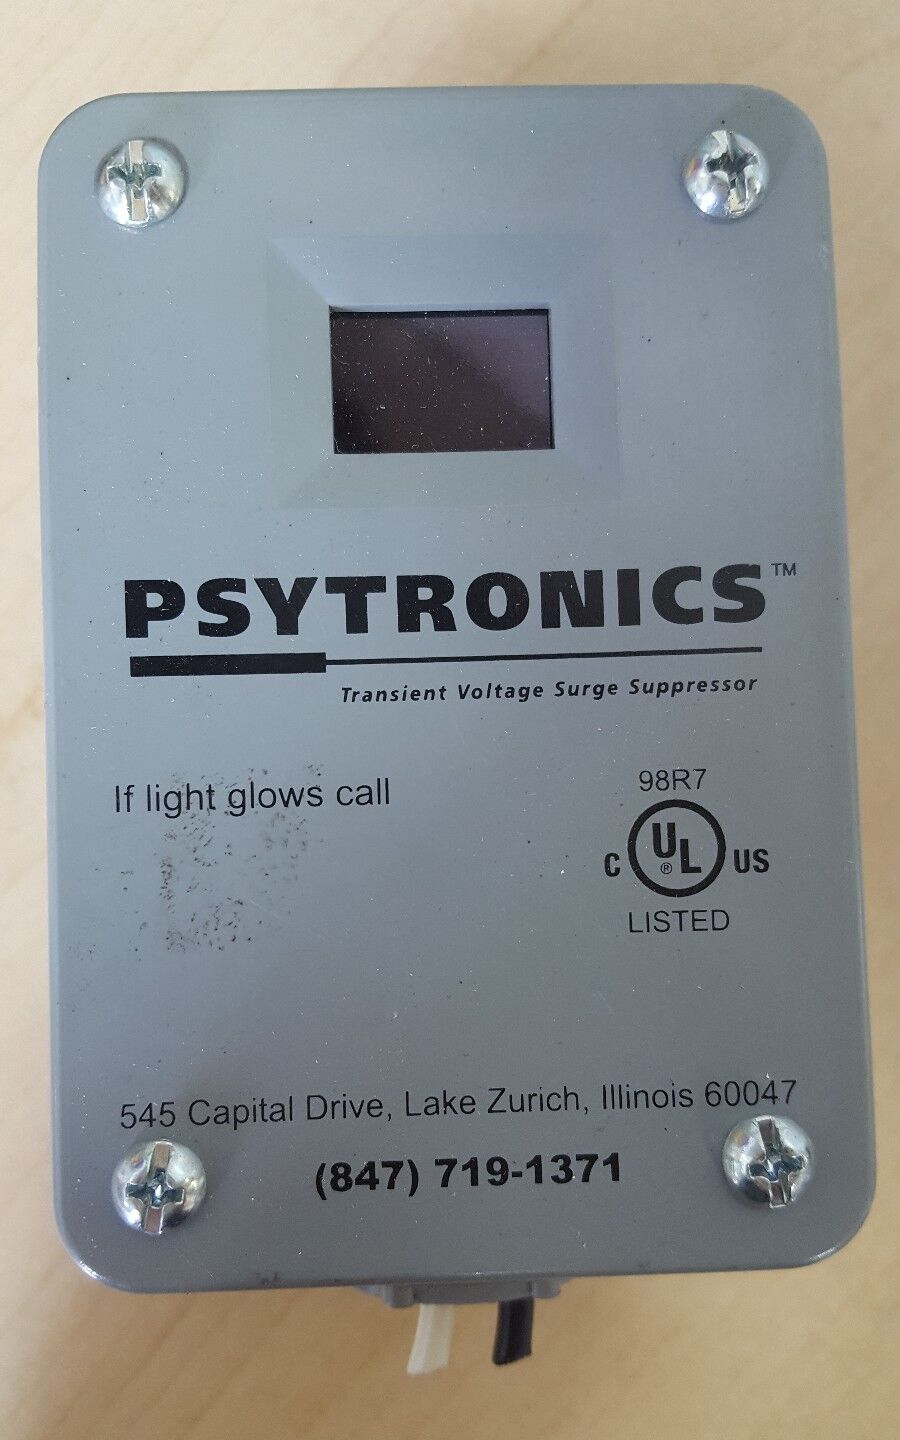 PSYTRONICS™
Transient Voltage Surge Suppressor
If light glows call
98R7
C UL® US
LISTED
545 Capital Drive, Lake Zurich, Illinois 60047
(847) 719-1371